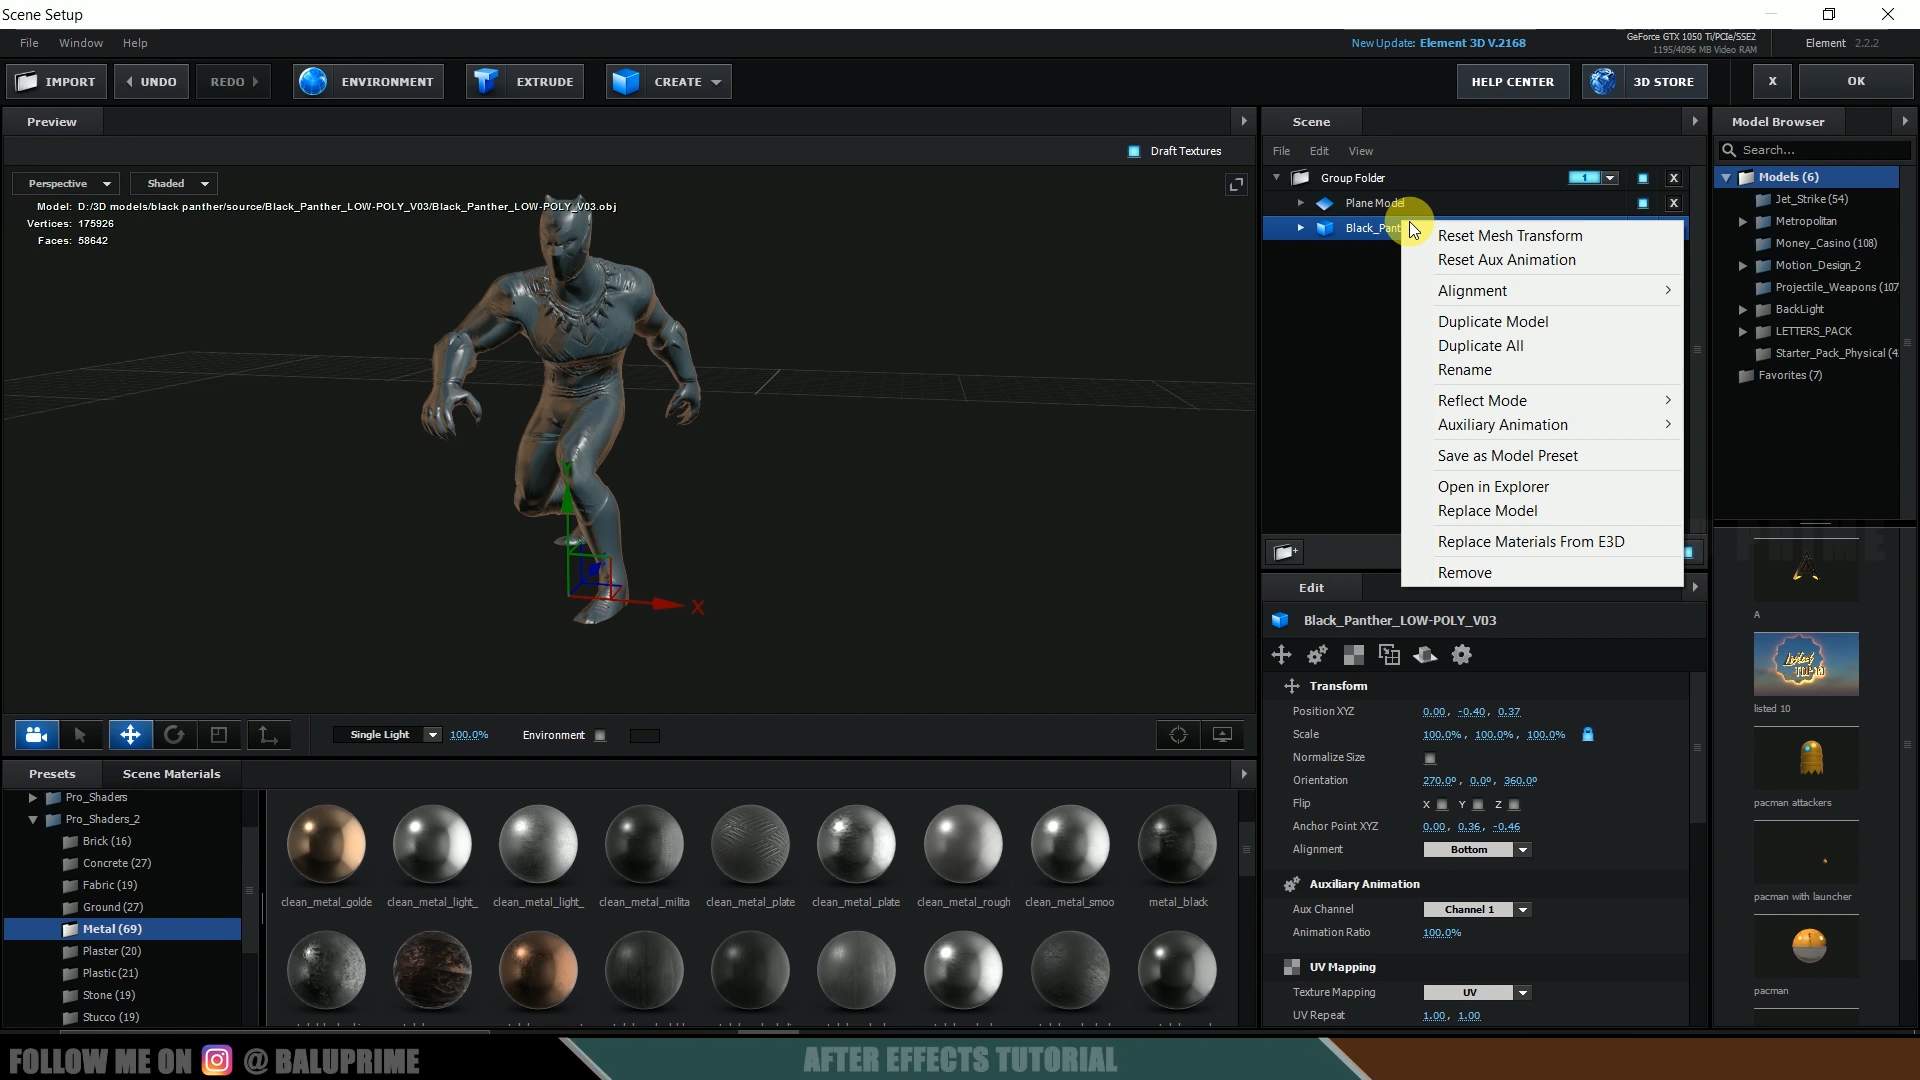 Scene Setup
File Window Help
New Update: Element 3D V.2168
GeForce GTX 1050 Ti/PCIe/SSE2
1195/4096 MB Video RAM
Element 2.2.2
IMPORT UNDO REDO ENVIRONMENT EXTRUDE CREATE HELP CENTER 3D STORE X OK
Preview
Draft Textures
Perspective Shaded
Model: D:/3D models/black panther/source/Black_Panther_LOW-POLY_V03/Black_Panther_LOW-POLY_V03.obj
Vertices: 175926
Faces: 58642
Y
X
Single Light 100.0% Environment
Presets Scene Materials
Pro_Shaders
Pro_Shaders_2
Brick (16)
Concrete (27)
Fabric (19)
Ground (27)
Metal (69)
Plaster (20)
Plastic (21)
Stone (19)
Stucco (19)
clean_metal_golde clean_metal_light_ clean_metal_light_ clean_metal_milita clean_metal_plate clean_metal_plate clean_metal_rough clean_metal_smoo metal_black
Scene
File Edit View
Group Folder 1 X
Plane Model X
Black_Pant
Reset Mesh Transform
Reset Aux Animation
Alignment
Duplicate Model
Duplicate All
Rename
Reflect Mode
Auxiliary Animation
Save as Model Preset
Open in Explorer
Replace Model
Replace Materials From E3D
Remove
Edit
Black_Panther_LOW-POLY_V03
Transform
Position XYZ 0.00, -0.40, 0.37
Scale 100.0%, 100.0%, 100.0%
Normalize Size
Orientation 270.0°, 0.0°, 360.0°
Flip X Y Z
Anchor Point XYZ 0.00, 0.36, -0.46
Alignment Bottom
Auxiliary Animation
Aux Channel Channel 1
Animation Ratio 100.0%
UV Mapping
Texture Mapping UV
UV Repeat 1.00, 1.00
Model Browser
Search...
Models (6)
Jet_Strike (54)
Metropolitan
Money_Casino (108)
Motion_Design_2
Projectile_Weapons (107
BackLight
LETTERS_PACK
Starter_Pack_Physical (4
Favorites (7)
PRIME
A
listed 10
pacman attackers
pacman with launcher
pacman
FOLLOW ME ON @ BALUPRIME
AFTER EFFECTS TUTORIAL